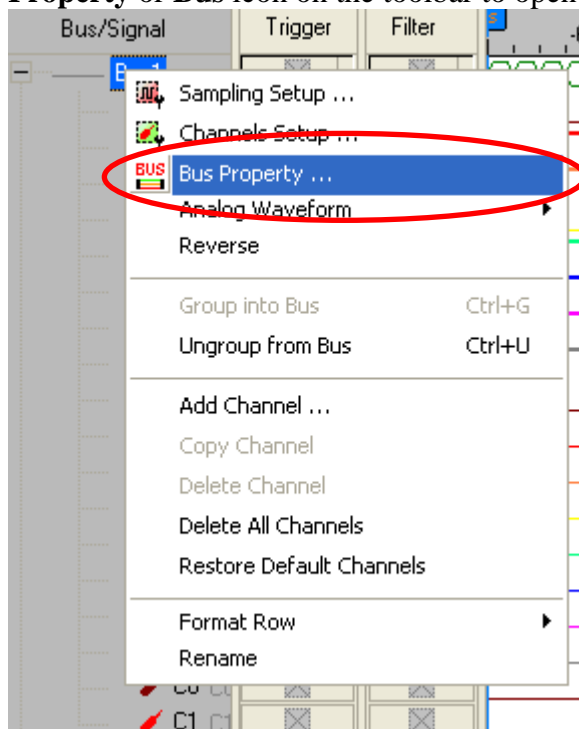 Property or Bus icon on the toolbar to open
Bus/Signal Trigger Filter
Sampling Setup ...
Channels Setup ...
BUS Bus Property ...
Analog Waveform
Reverse
Group into Bus Ctrl+G
Ungroup from Bus Ctrl+U
Add Channel ...
Copy Channel
Delete Channel
Delete All Channels
Restore Default Channels
Format Row
Rename
C1 C1